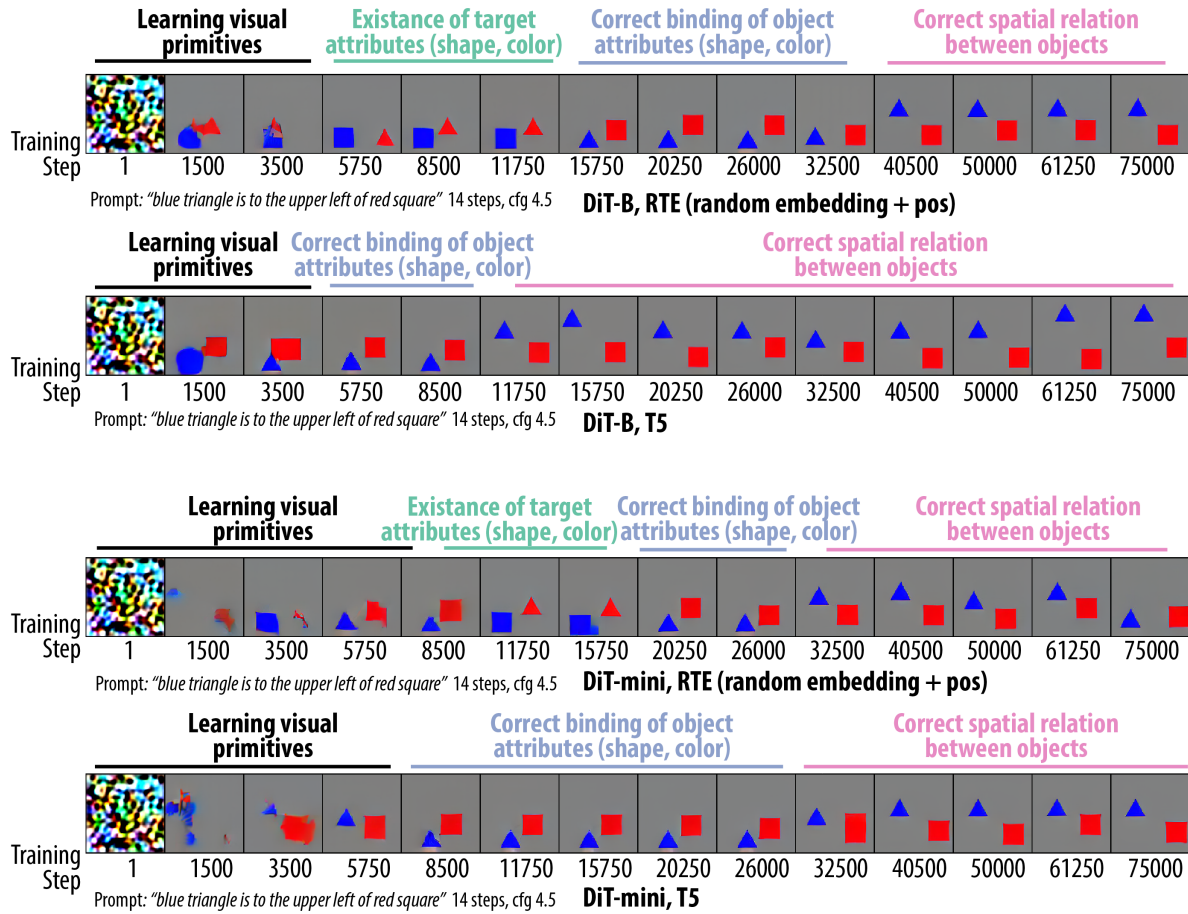 Learning visual primitives
Existance of target attributes (shape, color)
Correct binding of object attributes (shape, color)
Correct spatial relation between objects
Training Step
1 1500 3500 5750 8500 11750 15750 20250 26000 32500 40500 50000 61250 75000
Prompt: “blue triangle is to the upper left of red square” 14 steps, cfg 4.5
DiT-B, RTE (random embedding + pos)
Learning visual primitives
Correct binding of object attributes (shape, color)
Correct spatial relation between objects
Training Step
1 1500 3500 5750 8500 11750 15750 20250 26000 32500 40500 50000 61250 75000
Prompt: “blue triangle is to the upper left of red square” 14 steps, cfg 4.5
DiT-B, T5
Learning visual primitives
Existance of target attributes (shape, color)
Correct binding of object attributes (shape, color)
Correct spatial relation between objects
Training Step
1 1500 3500 5750 8500 11750 15750 20250 26000 32500 40500 50000 61250 75000
Prompt: “blue triangle is to the upper left of red square” 14 steps, cfg 4.5
DiT-mini, RTE (random embedding + pos)
Learning visual primitives
Correct binding of object attributes (shape, color)
Correct spatial relation between objects
Training Step
1 1500 3500 5750 8500 11750 15750 20250 26000 32500 40500 50000 61250 75000
Prompt: “blue triangle is to the upper left of red square” 14 steps, cfg 4.5
DiT-mini, T5